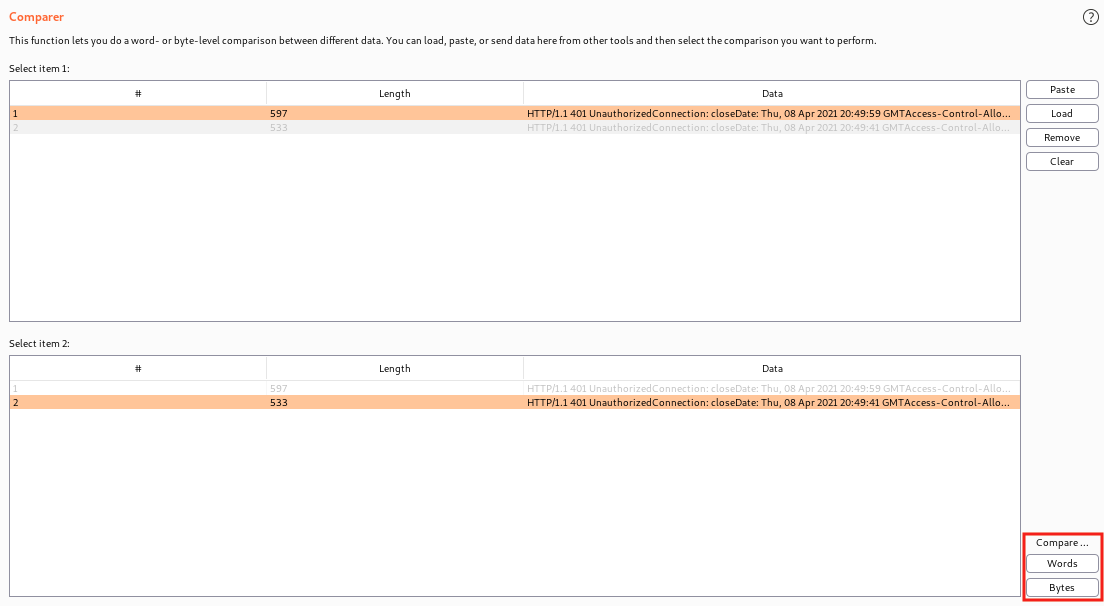 Comparer
?
This function lets you do a word- or byte-level comparison between different data. You can load, paste, or send data here from other tools and then select the comparison you want to perform.
Select item 1:
# Length Data
1 597 HTTP/1.1 401 UnauthorizedConnection: closeDate: Thu, 08 Apr 2021 20:49:59 GMTAccess-Control-Allo...
2 533 HTTP/1.1 401 UnauthorizedConnection: closeDate: Thu, 08 Apr 2021 20:49:41 GMTAccess-Control-Allo...
Paste
Load
Remove
Clear
Select item 2:
# Length Data
1 597 HTTP/1.1 401 UnauthorizedConnection: closeDate: Thu, 08 Apr 2021 20:49:59 GMTAccess-Control-Allo...
2 533 HTTP/1.1 401 UnauthorizedConnection: closeDate: Thu, 08 Apr 2021 20:49:41 GMTAccess-Control-Allo...
Compare ...
Words
Bytes